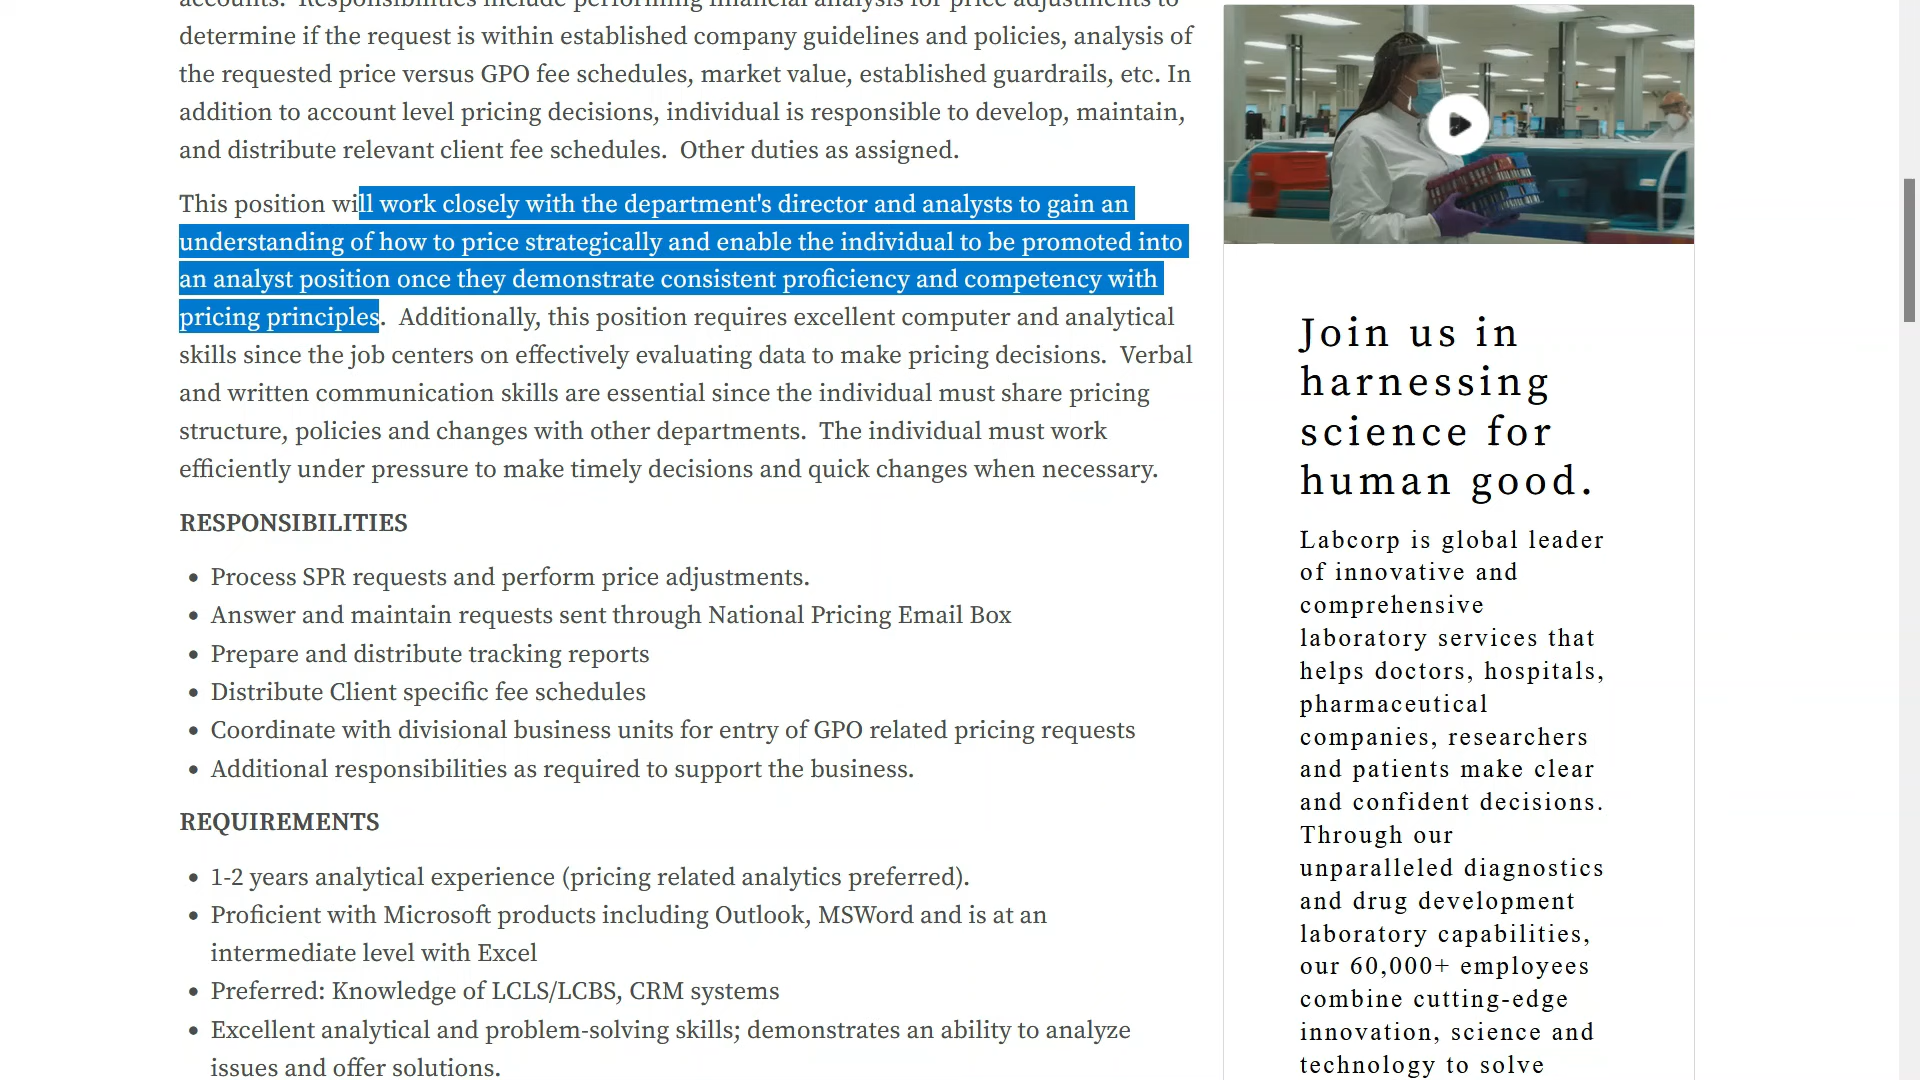 accounts.  Responsibilities include performing financial analysis for price adjustments to
determine if the request is within established company guidelines and policies, analysis of
the requested price versus GPO fee schedules, market value, established guardrails, etc. In
addition to account level pricing decisions, individual is responsible to develop, maintain,
and distribute relevant client fee schedules.  Other duties as assigned.
This position will work closely with the department's director and analysts to gain an
understanding of how to price strategically and enable the individual to be promoted into
an analyst position once they demonstrate consistent proficiency and competency with
pricing principles.  Additionally, this position requires excellent computer and analytical
skills since the job centers on effectively evaluating data to make pricing decisions.  Verbal
and written communication skills are essential since the individual must share pricing
structure, policies and changes with other departments.  The individual must work
efficiently under pressure to make timely decisions and quick changes when necessary.
RESPONSIBILITIES
• Process SPR requests and perform price adjustments.
• Answer and maintain requests sent through National Pricing Email Box
• Prepare and distribute tracking reports
• Distribute Client specific fee schedules
• Coordinate with divisional business units for entry of GPO related pricing requests
• Additional responsibilities as required to support the business.
REQUIREMENTS
• 1-2 years analytical experience (pricing related analytics preferred).
• Proficient with Microsoft products including Outlook, MSWord and is at an
intermediate level with Excel
• Preferred: Knowledge of LCLS/LCBS, CRM systems
• Excellent analytical and problem-solving skills; demonstrates an ability to analyze
issues and offer solutions.
Join us in
harnessing
science for
human good.
Labcorp is global leader
of innovative and
comprehensive
laboratory services that
helps doctors, hospitals,
pharmaceutical
companies, researchers
and patients make clear
and confident decisions.
Through our
unparalleled diagnostics
and drug development
laboratory capabilities,
our 60,000+ employees
combine cutting-edge
innovation, science and
technology to solve